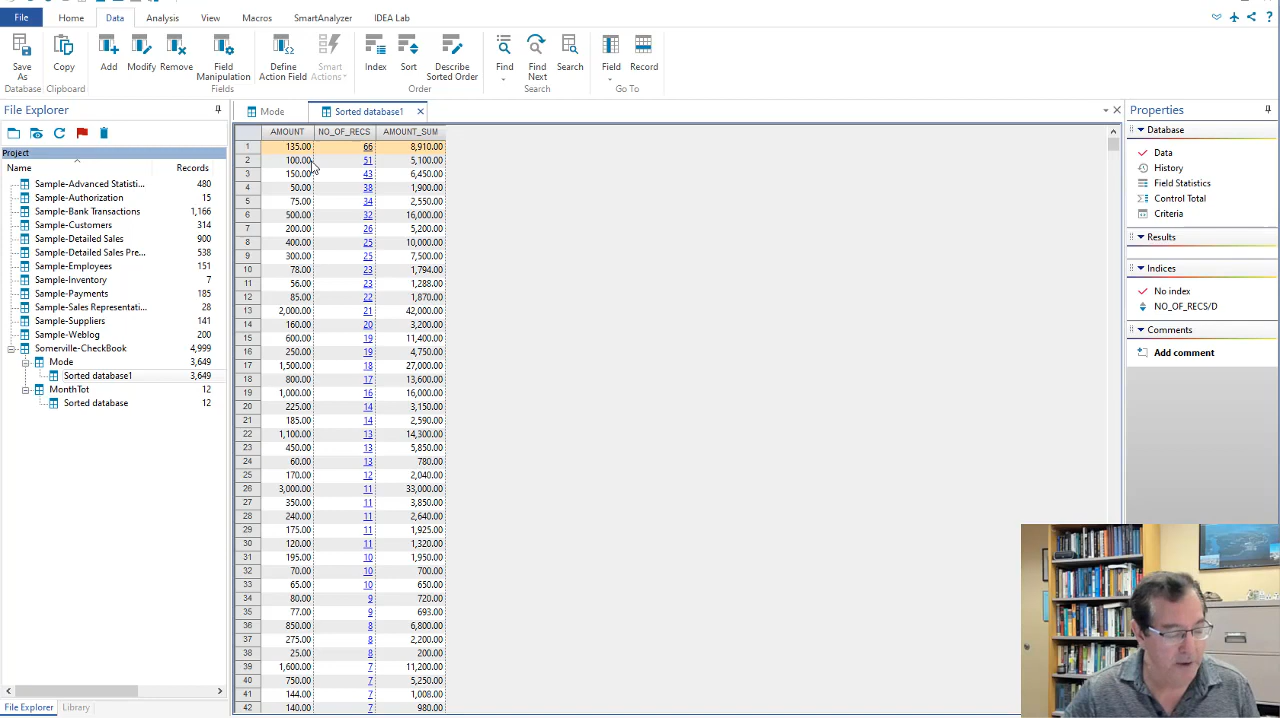 File Home Data Analysis View Macros SmartAnalyzer IDEA Lab
Save As Copy Add Modify Remove Field Manipulation Define Action Field Smart Actions Index Sort Describe Sorted Order Find Find Next Search Field Record
Database Clipboard Fields Order Search Go To
File Explorer
Project
Name Records
Sample-Advanced Statisti... 480
Sample-Authorization 15
Sample-Bank Transactions 1,166
Sample-Customers 314
Sample-Detailed Sales 900
Sample-Detailed Sales Pre... 538
Sample-Employees 151
Sample-Inventory 7
Sample-Payments 185
Sample-Sales Representati... 28
Sample-Suppliers 141
Sample-Weblog 200
Somerville-CheckBook 4,999
Mode 3,649
Sorted database1 3,649
MonthTot 12
Sorted database 12
File Explorer Library
Mode Sorted database1
AMOUNT NO_OF_RECS AMOUNT_SUM
1 135.00 66 8,910.00
2 100.00 51 5,100.00
3 150.00 43 6,450.00
4 50.00 38 1,900.00
5 75.00 34 2,550.00
6 500.00 32 16,000.00
7 200.00 26 5,200.00
8 400.00 25 10,000.00
9 300.00 25 7,500.00
10 78.00 23 1,794.00
11 56.00 23 1,288.00
12 85.00 22 1,870.00
13 2,000.00 21 42,000.00
14 160.00 20 3,200.00
15 600.00 19 11,400.00
16 250.00 19 4,750.00
17 1,500.00 18 27,000.00
18 800.00 17 13,600.00
19 1,000.00 16 16,000.00
20 225.00 14 3,150.00
21 185.00 14 2,590.00
22 1,100.00 13 14,300.00
23 450.00 13 5,850.00
24 60.00 13 780.00
25 170.00 12 2,040.00
26 3,000.00 11 33,000.00
27 350.00 11 3,850.00
28 240.00 11 2,640.00
29 175.00 11 1,925.00
30 120.00 11 1,320.00
31 195.00 10 1,950.00
32 70.00 10 700.00
33 65.00 10 650.00
34 80.00 9 720.00
35 77.00 9 693.00
36 850.00 8 6,800.00
37 275.00 8 2,200.00
38 25.00 8 200.00
39 1,600.00 7 11,200.00
40 750.00 7 5,250.00
41 144.00 7 1,008.00
42 140.00 7 980.00
Properties
Database
Data
History
Field Statistics
Control Total
Criteria
Results
Indices
No index
NO_OF_RECS/D
Comments
Add comment